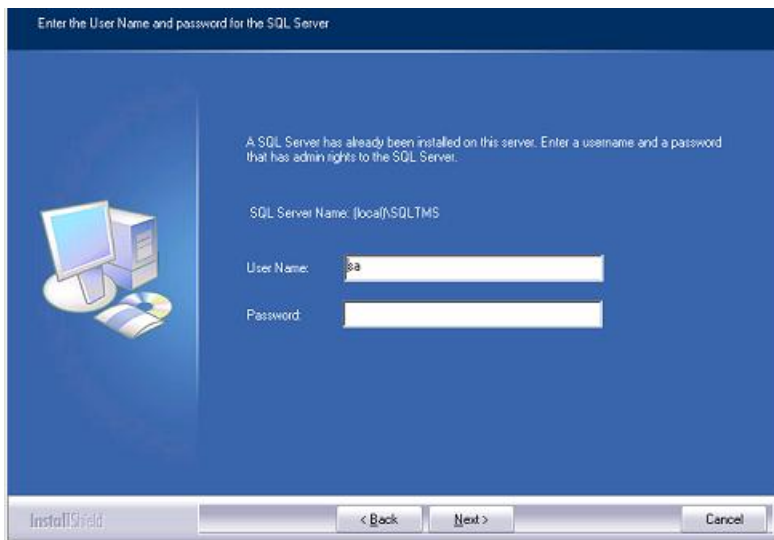 Enter the User Name and password for the SQL Server
A SQL Server has already been installed on this server. Enter a username and a password
that has admin rights to the SQL Server.
SQL Server Name: (local)\SQLTMS
User Name:
sa
Password:
InstallShield
< Back
Next >
Cancel